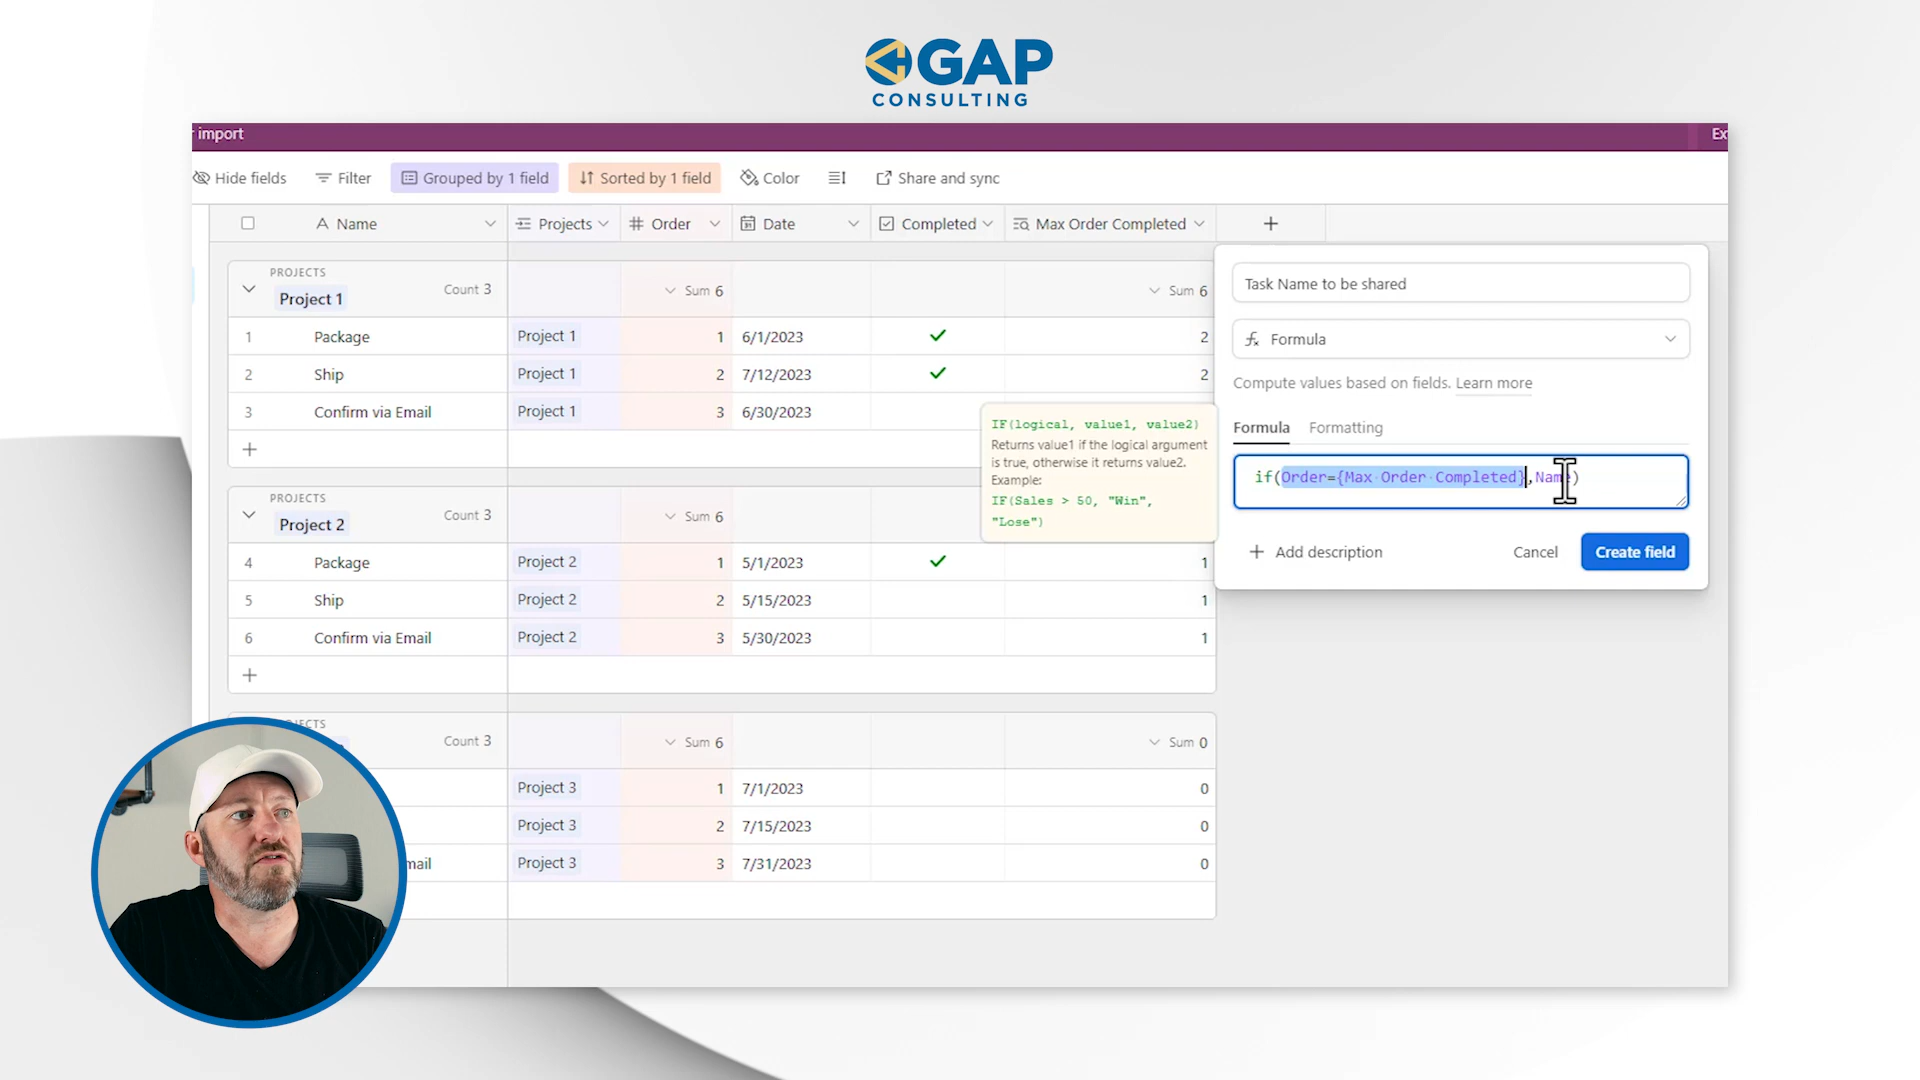 GAP
CONSULTING
import
Ex
Hide fields
Filter
Grouped by 1 field
Sorted by 1 field
Color
Share and sync
Name
Projects
Order
Date
Completed
Max Order Completed
PROJECTS
Project 1
Count 3
Sum 6
Sum 6
1 Package Project 1 1 6/1/2023 2
2 Ship Project 1 2 7/12/2023 2
3 Confirm via Email Project 1 3 6/30/2023
PROJECTS
Project 2
Count 3
Sum 6
4 Package Project 2 1 5/1/2023 1
5 Ship Project 2 2 5/15/2023 1
6 Confirm via Email Project 2 3 5/30/2023 1
Count 3
Sum 6
Sum 0
Project 3 1 7/1/2023 0
Project 3 2 7/15/2023 0
mail Project 3 3 7/31/2023 0
Task Name to be shared
Formula
Compute values based on fields. Learn more
Formula
Formatting
if(Order={Max Order Completed},Name)
Add description
Cancel
Create field
IF(logical, value1, value2)
Returns value1 if the logical argument
is true, otherwise it returns value2.
Example:
IF(Sales > 50, "Win",
"Lose")